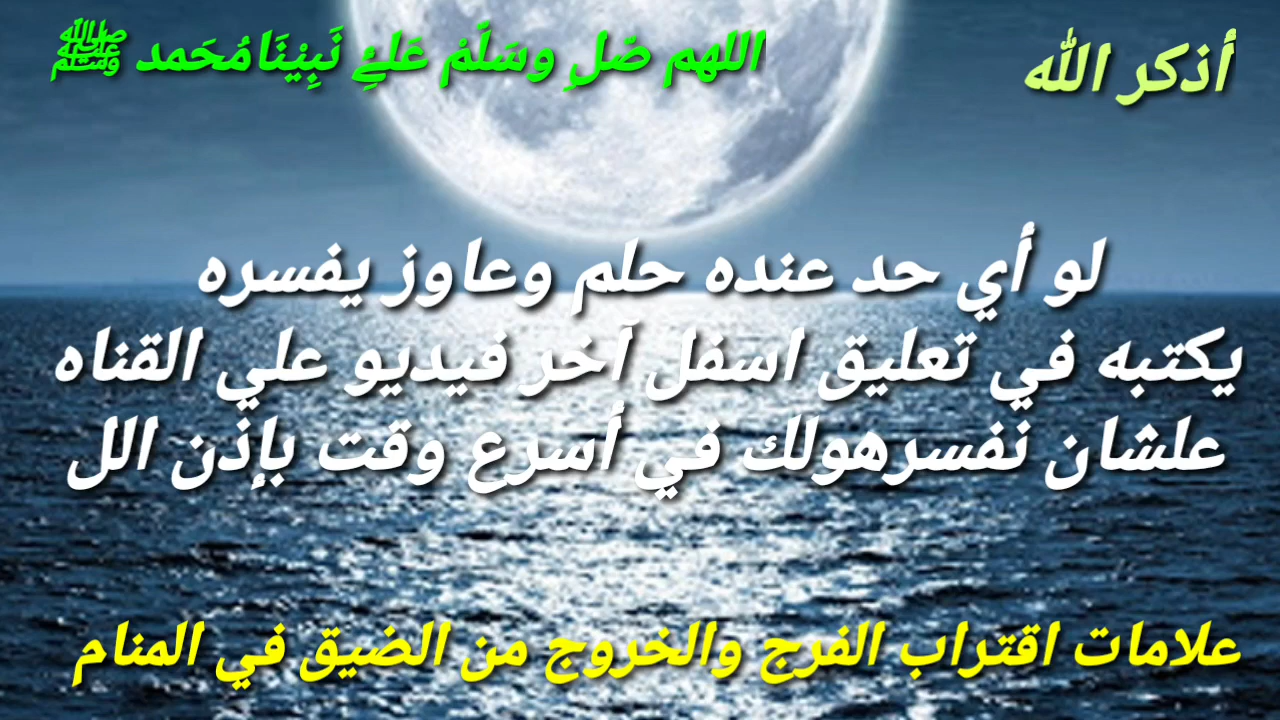 أذكر الله
اللهم صّلِ وسَلَّمْ عَلئِ نَبِيْنَامُحَمد ﷺ
لو أي حد عنده حلم وعاوز يفسره
يكتبه في تعليق اسفل آخر فيديو علي القناه
علشان نفسرهولك في أسرع وقت بإذن الل
علامات اقتراب الفرج والخروج من الضيق في المنام